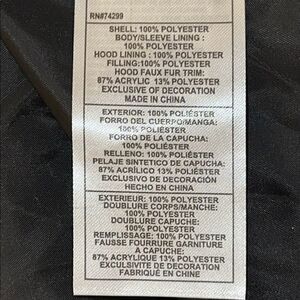 RN#74299
SHELL: 100% POLYESTER
BODY/SLEEVE LINING :
100% POLYESTER
HOOD LINING : 100% POLYESTER
FILLING:100% POLYESTER
HOOD FAUX FUR TRIM:
87% ACRYLIC 13% POLYESTER
EXCLUSIVE OF DECORATION
MADE IN CHINA
EXTERIOR: 100% POLIÉSTER
FORRO DEL CUERPO/MANGA:
100% POLIÉSTER
FORRO DE LA CAPUCHA:
100% POLIÉSTER
RELLENO: 100% POLIÉSTER
PELAJE SINTETICO DE CAPUCHA:
87% ACRÍLICO 13% POLIÉSTER
EXCLUSIVO DE DECORACIÓN
HECHO EN CHINA
EXTERIEUR: 100% POLYESTER
DOUBLURE CORPS/MANCHE:
100% POLYESTER
DOUBLURE CAPUCHE:
100% POLYESTER
REMPLISSAGE: 100% POLYESTER
FAUSSE FOURRURE GARNITURE
A CAPUCHE:
87% ACRYLIQUE 13% POLYESTER
EXCLUISVITE DE DECORATION
FABRIQUÉ EN CHINE